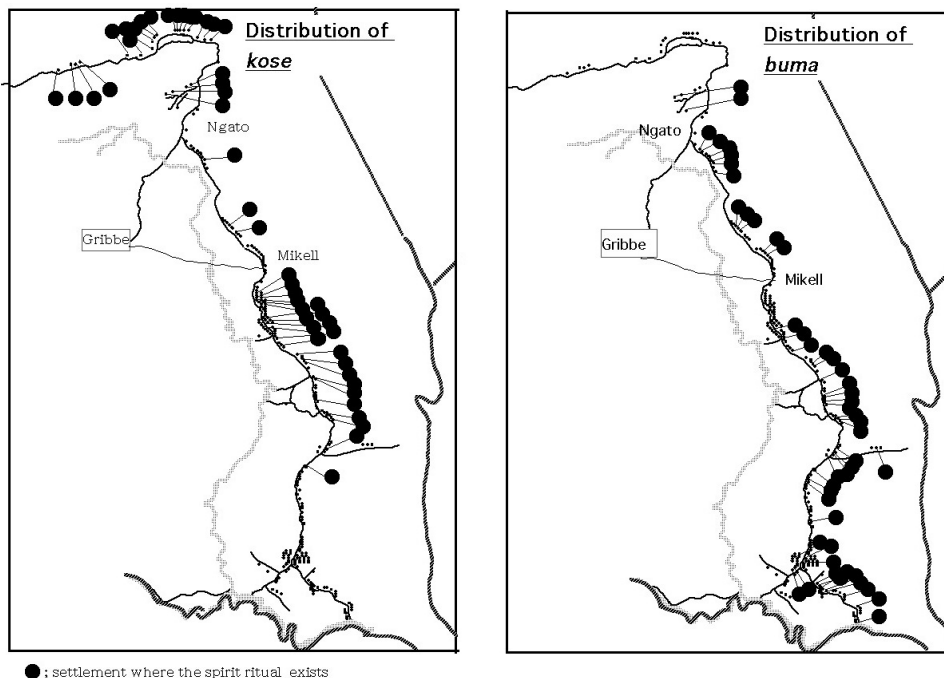 Distribution of
kose
Ngato
Gribbe
Mikell
Distribution of
buma
Ngato
Gribbe
Mikell
; settlement where the spirit ritual exists